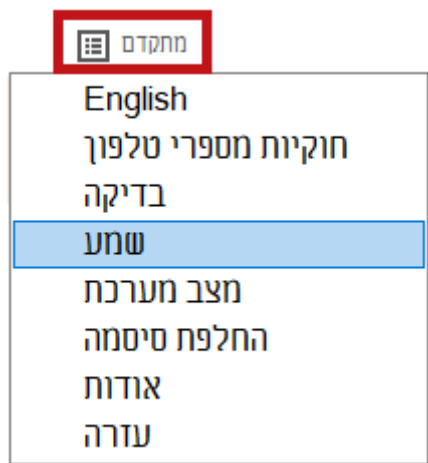 מתקדם
English
חוקיות מספרי טלפון
בדיקה
שמע
מצב מערכת
החלפת סיסמה
אודות
עזרה